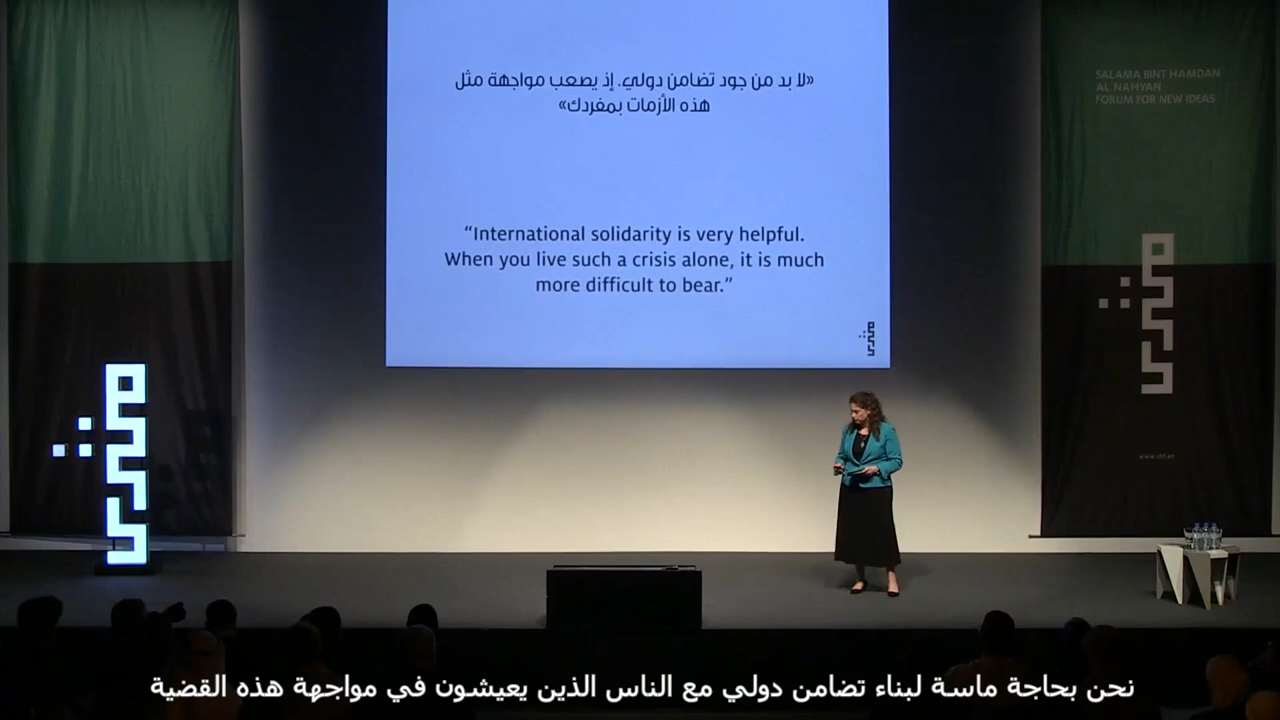 «لا بد من جود تضامن دولي. إذ يصعب مواجهة مثل
هذه الأزمات بمفردك»
“International solidarity is very helpful.
When you live such a crisis alone, it is much
more difficult to bear.”
SALAMA BINT HAMDAN
AL NAHYAN
FORUM FOR NEW IDEAS
نحن بحاجة ماسة لبناء تضامن دولي مع الناس الذين يعيشون في مواجهة هذه القضية